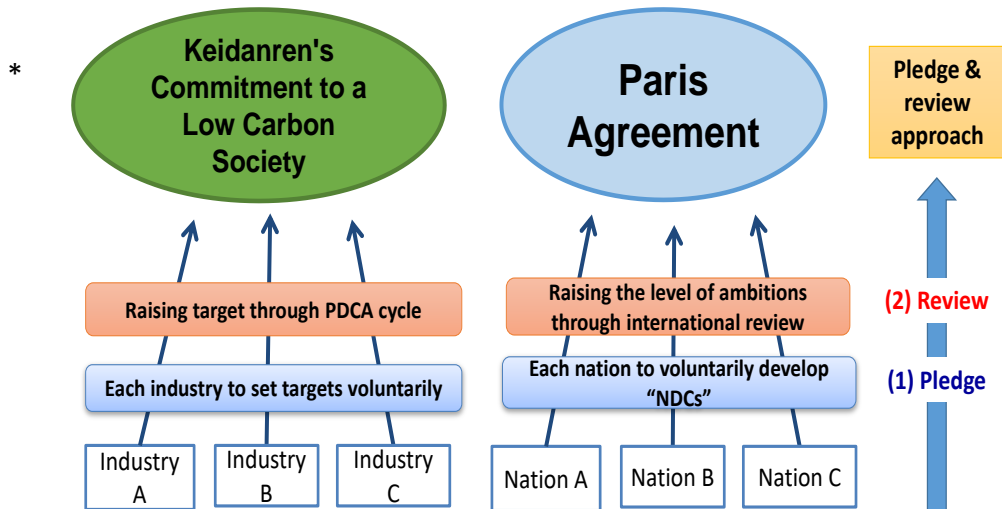 *
Keidanren's
Commitment to a
Low Carbon
Society
Paris
Agreement
Pledge &
review
approach
Raising target through PDCA cycle
Raising the level of ambitions
through international review
(2) Review
Each industry to set targets voluntarily
Each nation to voluntarily develop
“NDCs”
(1) Pledge
Industry
A
Industry
B
Industry
C
Nation A
Nation B
Nation C